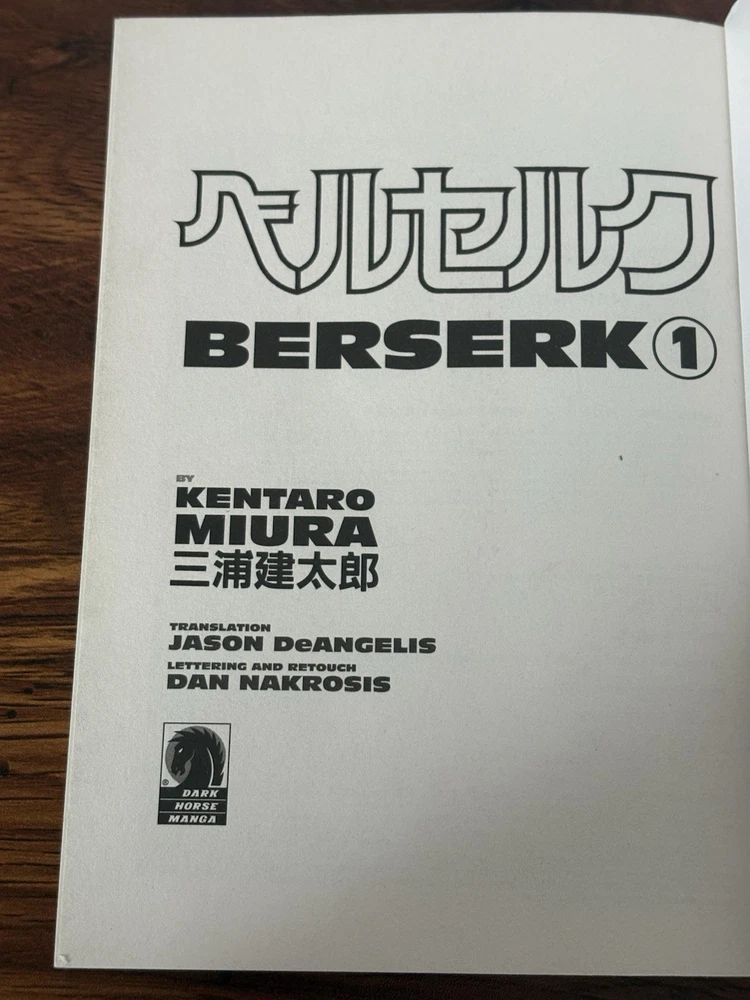 ベルセルク
BERSERK①
BY
KENTARO
MIURA
三浦建太郎
TRANSLATION
JASON DeANGELIS
LETTERING AND RETOUCH
DAN NAKROSIS
®
DARK
HORSE
MANGA